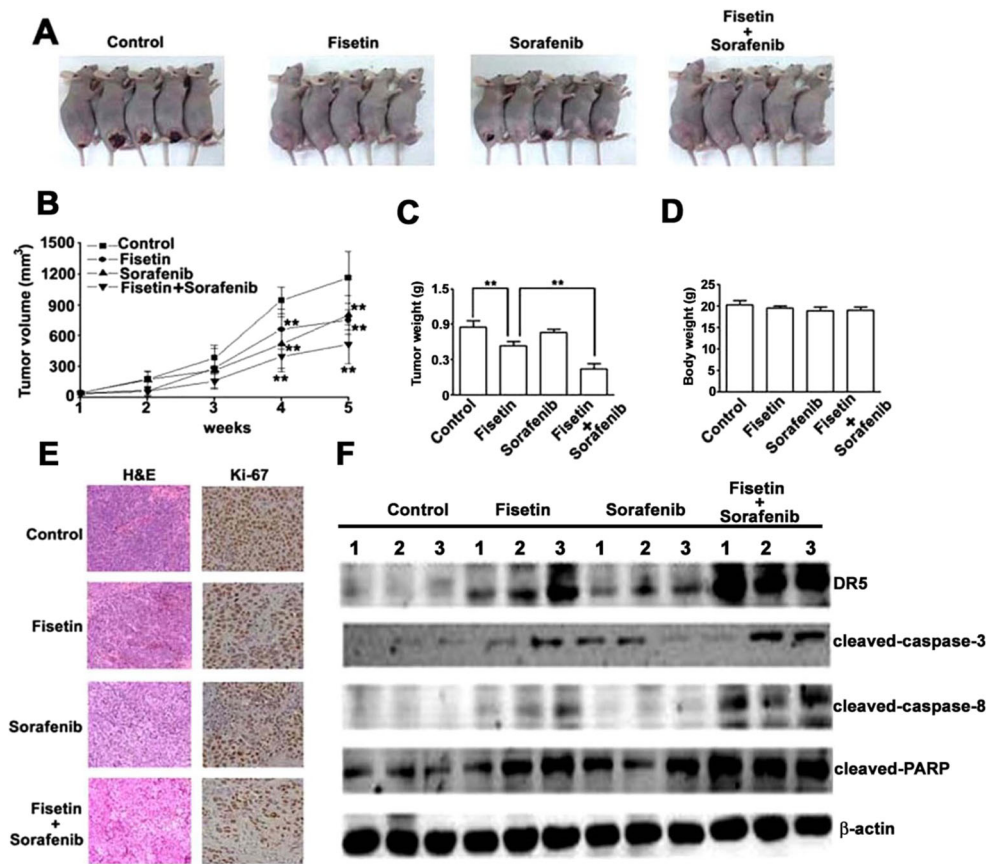 A
Control
Fisetin
Sorafenib
Fisetin
+
Sorafenib
B
Tumor volume (mm³)
1500
1200
900
600
300
0
Control
Fisetin
Sorafenib
Fisetin+Sorafenib
**
**
**
**
**
**
1
2
3
4
5
weeks
C
Tumor weight (g)
1.5
0.9
0.3
0
**
**
Control
Fisetin
Sorafenib
Fisetin
+
Sorafenib
D
Body weight (g)
25
20
15
10
5
0
Control
Fisetin
Sorafenib
Fisetin
+
Sorafenib
E
H&E
Ki-67
Control
Fisetin
Sorafenib
Fisetin
+
Sorafenib
F
Control
Fisetin
Sorafenib
Fisetin
+
Sorafenib
1 2 3 1 2 3 1 2 3 1 2 3
DR5
cleaved-caspase-3
cleaved-caspase-8
cleaved-PARP
β-actin